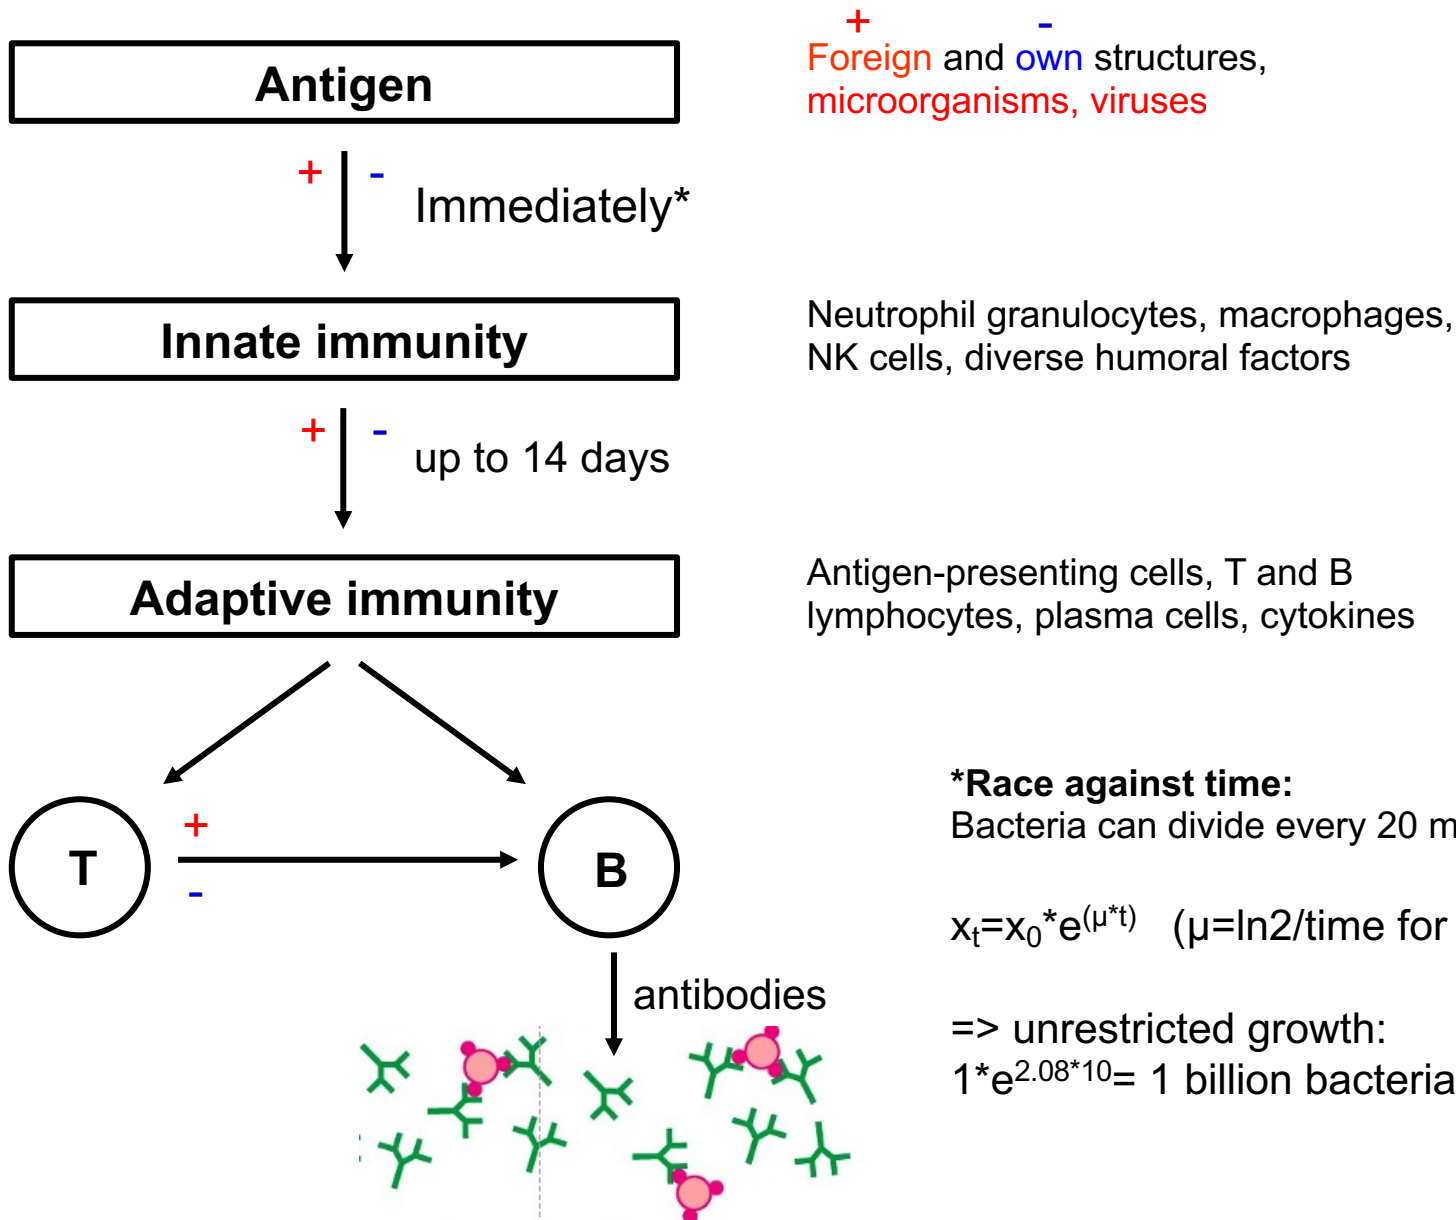 + -
Antigen
Foreign and own structures,
microorganisms, viruses
+ - Immediately*
Innate immunity
Neutrophil granulocytes, macrophages,
NK cells, diverse humoral factors
+ - up to 14 days
Adaptive immunity
Antigen-presenting cells, T and B
lymphocytes, plasma cells, cytokines
T
+
-
B
antibodies
*Race against time:
Bacteria can divide every 20 m
xₜ=x₀*e^(µ*t) (µ=ln2/time for
=> unrestricted growth:
1*e^2.08*10= 1 billion bacteria